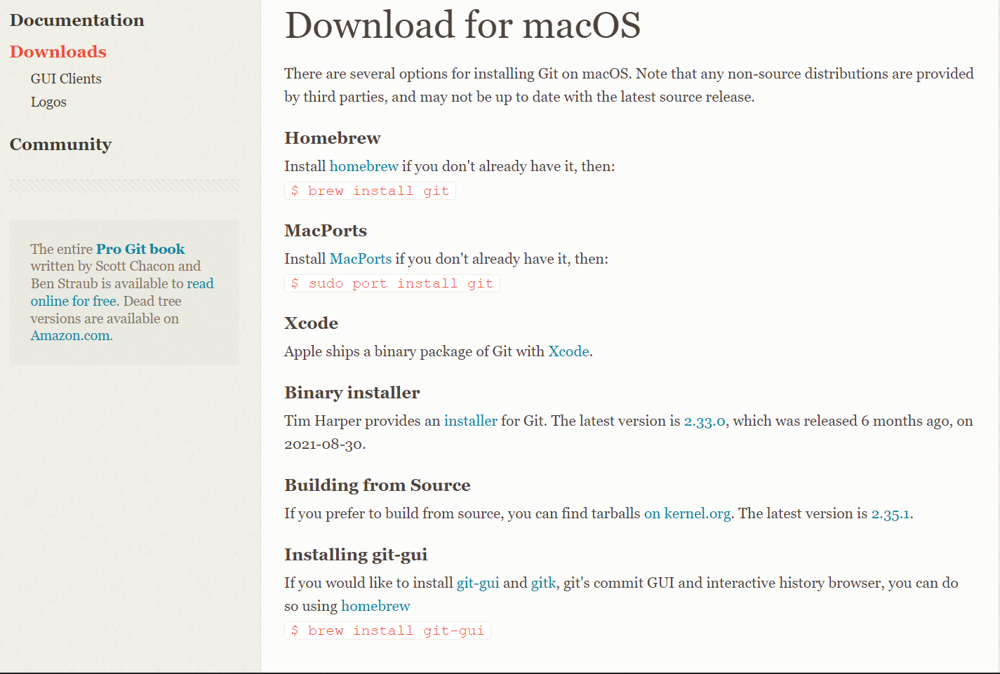 Documentation
Downloads
GUI Clients
Logos
Community
The entire Pro Git book
written by Scott Chacon and
Ben Straub is available to read
online for free. Dead tree
versions are available on
Amazon.com.
Download for macOS
There are several options for installing Git on macOS. Note that any non-source distributions are provided
by third parties, and may not be up to date with the latest source release.
Homebrew
Install homebrew if you don't already have it, then:
$ brew install git
MacPorts
Install MacPorts if you don't already have it, then:
$ sudo port install git
Xcode
Apple ships a binary package of Git with Xcode.
Binary installer
Tim Harper provides an installer for Git. The latest version is 2.33.0, which was released 6 months ago, on
2021-08-30.
Building from Source
If you prefer to build from source, you can find tarballs on kernel.org. The latest version is 2.35.1.
Installing git-gui
If you would like to install git-gui and gitk, git's commit GUI and interactive history browser, you can do
so using homebrew
$ brew install git-gui